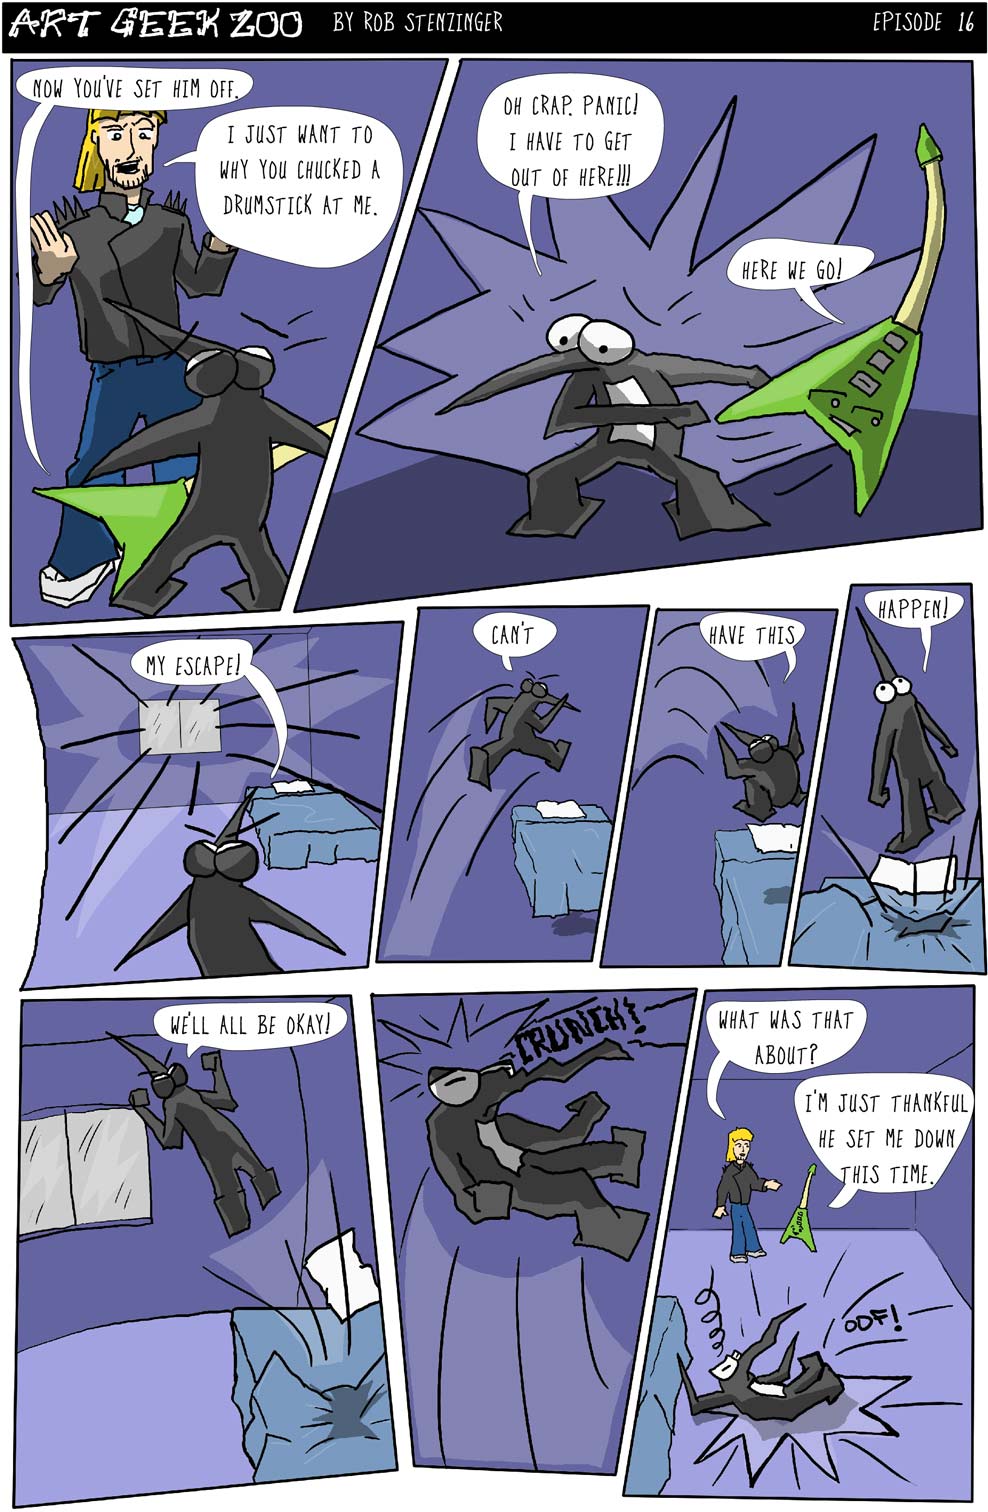 ART GEEK ZOO BY ROB STENZINGER EPISODE 16
NOW YOU'VE SET HIM OFF.
I JUST WANT TO
WHY YOU CHUCKED A
DRUMSTICK AT ME.
OH CRAP. PANIC!
I HAVE TO GET
OUT OF HERE!!!
HERE WE GO!
MY ESCAPE!
CAN'T
HAVE THIS
HAPPEN!
WE'LL ALL BE OKAY!
CRUNCH!
WHAT WAS THAT
ABOUT?
I'M JUST THANKFUL
HE SET ME DOWN
THIS TIME.
OOF!